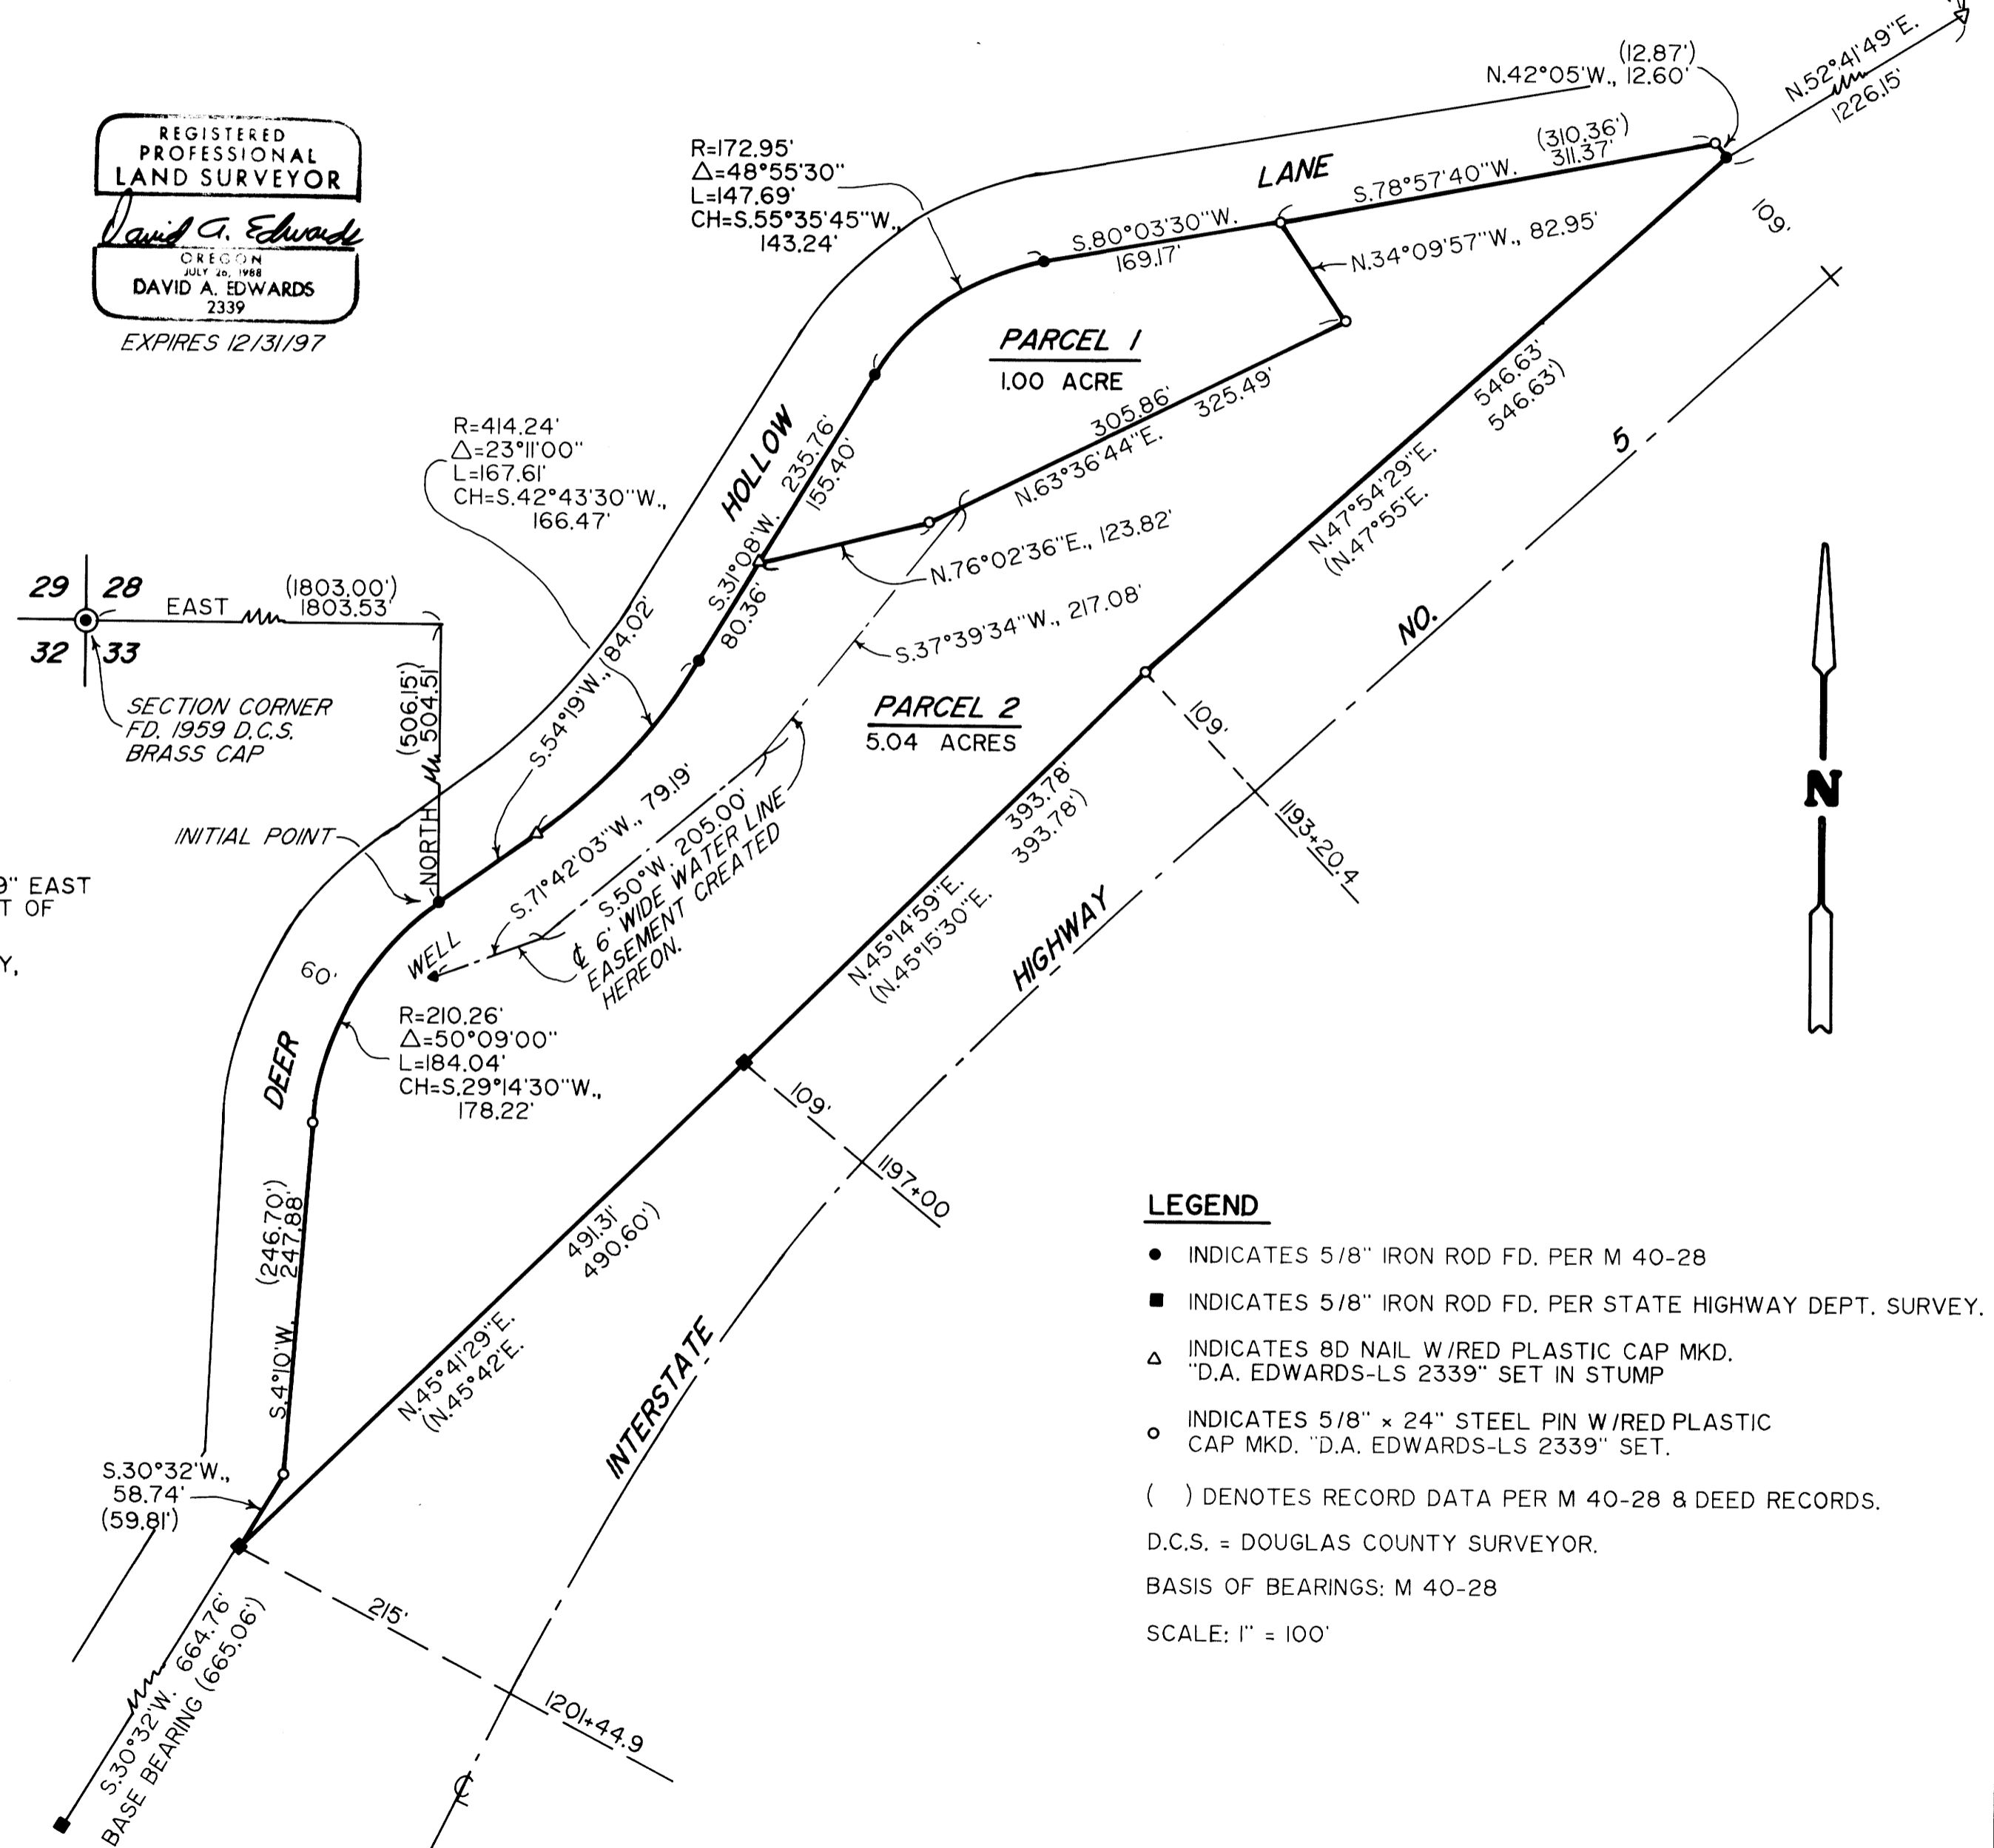 REGISTERED
PROFESSIONAL
LAND SURVEYOR
David A. Edwards
OREGON
JULY 26, 1988
DAVID A. EDWARDS
2339
EXPIRES 12/31/97
R=172.95'
△=48°55'30"
L=147.69'
CH=S.55°35'45"W.,
143.24'
(12.87')
N.42°05'W., 12.60'
N.52°41'49"E.
1226.15'
LANE
(310.36')
S.78°57'40"W. 311.37'
S.80°03'30"W.
169.17'
N.34°09'57"W., 82.95'
109.
PARCEL 1
1.00 ACRE
546.63'
546.63')
N.47°54'29"E.
(N.47°55'E.
305.86'
N.63°36'44"E. 325.49'
5
NO.
R=414.24'
△=23°11'00"
L=167.61'
CH=S.42°43'30"W.,
166.47'
HOLLOW
S.31°08'W. 235.76'
155.40'
80.36'
N.76°02'36"E., 123.82'
S.37°39'34"W., 217.08'
29 28
32 33
EAST (1803.00')
1803.53'
SECTION CORNER
FD. 1959 D.C.S.
BRASS CAP
(506.15')
NORTH 504.51'
S.54°19'W., (84.02'
PARCEL 2
5.04 ACRES
109'
1193+20.4
N
INITIAL POINT
9" EAST
T OF
Y,
S.71°42'03"W., 79.19'
S.50°W. 205.00'
℄ 6' WIDE WATER LINE
EASEMENT CREATED
HEREON.
WELL
393.78'
393.78')
N.45°14'59"E.
(N.45°15'30"E.
HIGHWAY
60'
DEER
R=210.26'
△=50°09'00"
L=184.04'
CH=S.29°14'30"W.,
178.22'
109'
1197+00
(246.70')
S.4°10'W. 247.88'
491.31'
490.60')
N.45°41'29"E.
(N.45°42'E.
INTERSTATE
S.30°32'W.,
58.74'
(59.81')
215'
1201+44.9
S.30°32'W. 664.76'
BASE BEARING (665.06')
℄
LEGEND
● INDICATES 5/8" IRON ROD FD. PER M 40-28
■ INDICATES 5/8" IRON ROD FD. PER STATE HIGHWAY DEPT. SURVEY.
△ INDICATES 8D NAIL W/RED PLASTIC CAP MKD.
"D.A. EDWARDS-LS 2339" SET IN STUMP
○ INDICATES 5/8" × 24" STEEL PIN W/RED PLASTIC
CAP MKD. "D.A. EDWARDS-LS 2339" SET.
( ) DENOTES RECORD DATA PER M 40-28 & DEED RECORDS.
D.C.S. = DOUGLAS COUNTY SURVEYOR.
BASIS OF BEARINGS: M 40-28
SCALE: 1" = 100'